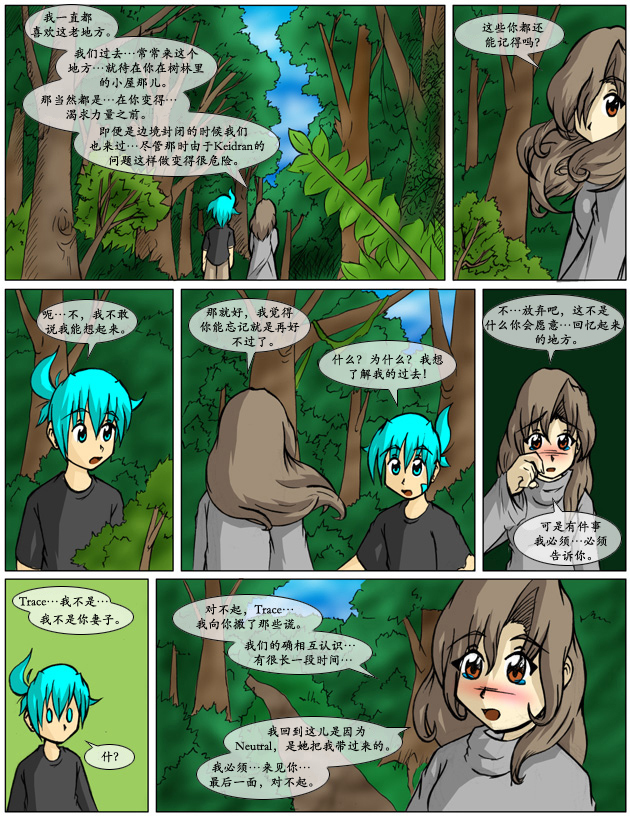 我一直都
喜欢这老地方。
我们过去…常常来这个
地方…就待在你在树林里
的小屋那儿。
那当然都是…在你变得…
渴求力量之前。
即便是边境封闭的时候我们
也来过…尽管那时由于Keidran的
问题这样做变得很危险。
这些你都还
能记得吗？
呃…不，我不敢
说我能想起来。
那就好，我觉得
你能忘记就是再好
不过了。
什么？为什么？我想
了解我的过去！
不…放弃吧，这不是
什么你会愿意…回忆起来
的地方。
可是有件事
我必须…必须
告诉你。
Trace…我不是…
我不是你妻子。
什？
对不起，Trace…
我向你撒了那些谎。
我们的确相互认识…
有很长一段时间…
我回到这儿是因为
Neutral，是她把我带过来的。
我必须…来见你…
最后一面，对不起。